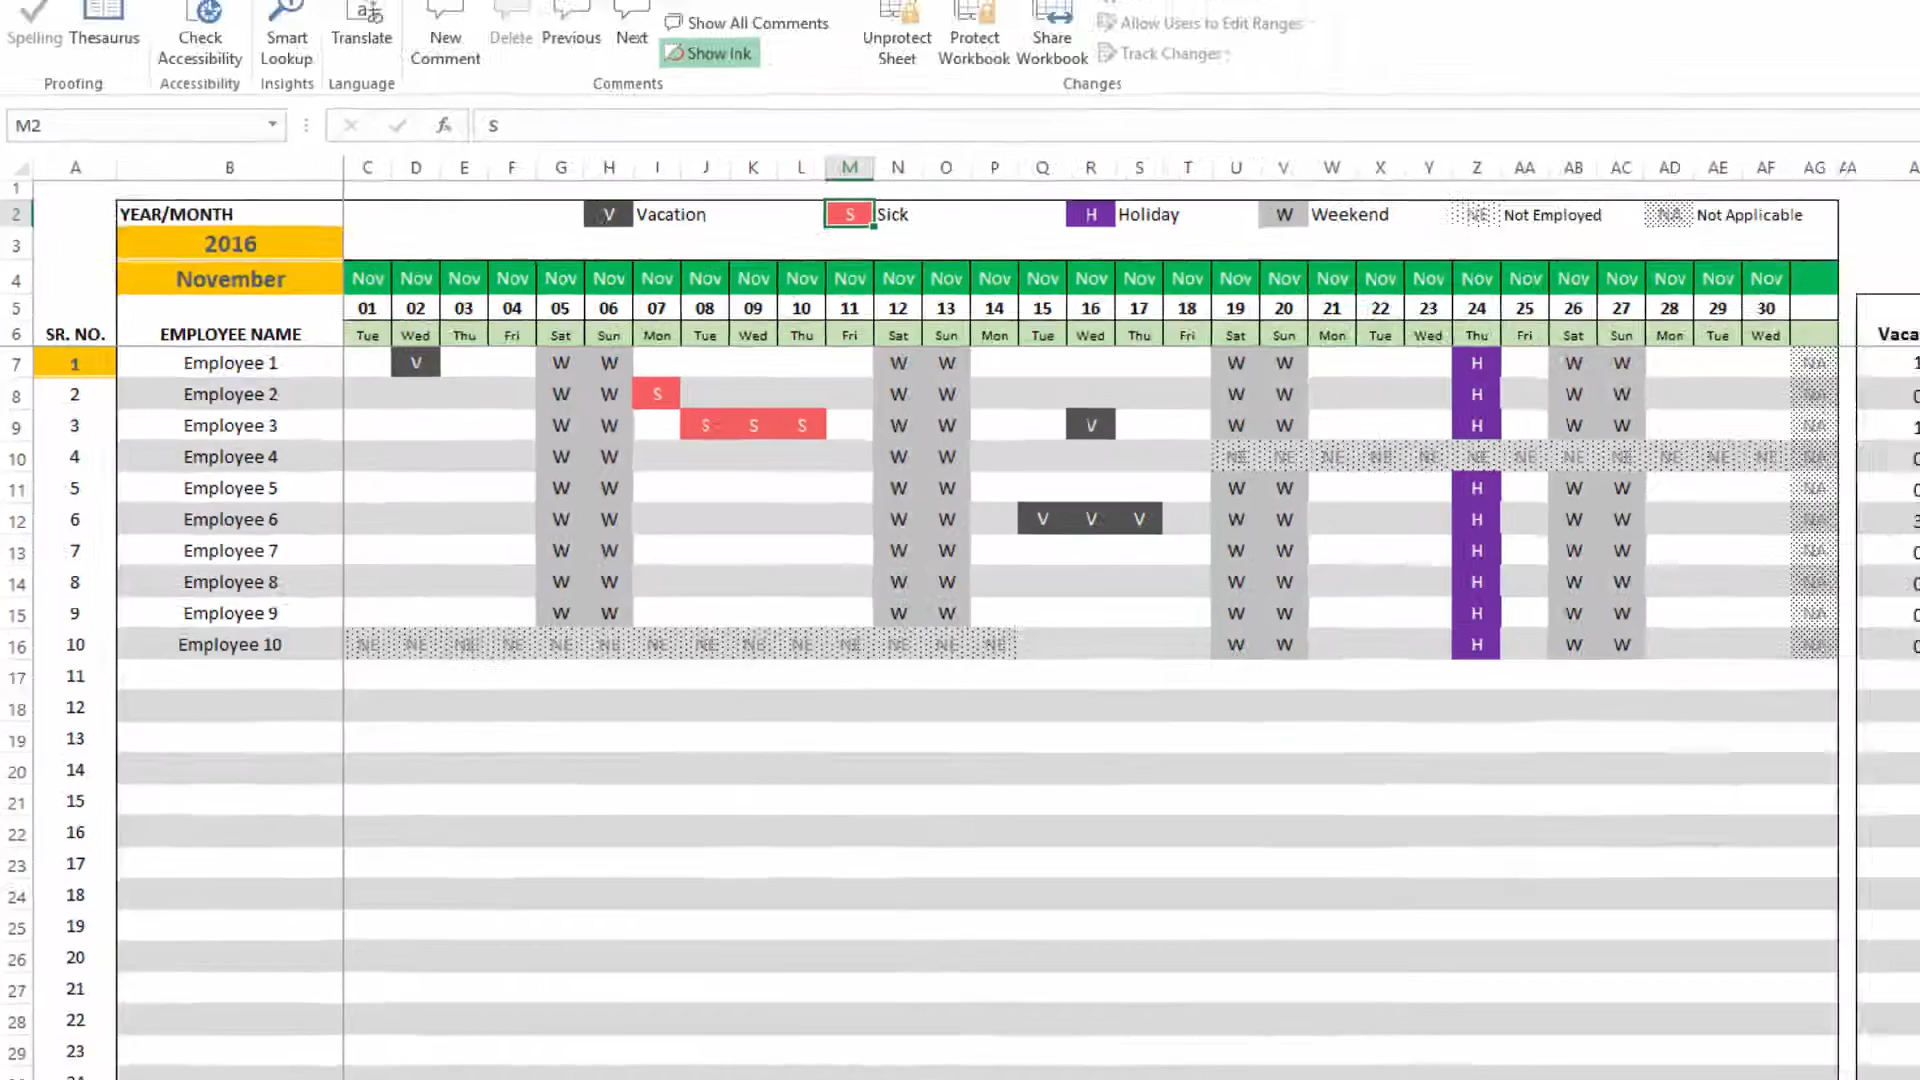 Spelling Thesaurus Check Accessibility Smart Lookup Translate New Comment Delete Previous Next Show All Comments Show Ink Unprotect Sheet Protect Workbook Share Workbook Allow Users to Edit Ranges Track Changes
Proofing Accessibility Insights Language Comments Changes
M2 fx S
A B C D E F G H I J K L M N O P Q R S T U V W X Y Z AA AB AC AD AE AF AG
1
2 YEAR/MONTH V Vacation S Sick H Holiday W Weekend NE Not Employed NA Not Applicable
3 2016
4 November Nov Nov Nov Nov Nov Nov Nov Nov Nov Nov Nov Nov Nov Nov Nov Nov Nov Nov Nov Nov Nov Nov Nov Nov Nov Nov Nov Nov Nov Nov
5 01 02 03 04 05 06 07 08 09 10 11 12 13 14 15 16 17 18 19 20 21 22 23 24 25 26 27 28 29 30
6 SR. NO. EMPLOYEE NAME Tue Wed Thu Fri Sat Sun Mon Tue Wed Thu Fri Sat Sun Mon Tue Wed Thu Fri Sat Sun Mon Tue Wed Thu Fri Sat Sun Mon Tue Wed
7 1 Employee 1 V W W W W W W H W W NA 1
8 2 Employee 2 W W S W W W W H W W NA
9 3 Employee 3 W W S S S W W V W W H W W NA 1
10 4 Employee 4 W W W W NE NE NE NE NE NE NE NE NE NE NE NE NA
11 5 Employee 5 W W W W W W H W W NA
12 6 Employee 6 W W W W V V V W W H W W NA
13 7 Employee 7 W W W W W W H W W NA
14 8 Employee 8 W W W W W W H W W NA
15 9 Employee 9 W W W W W W H W W NA
16 10 Employee 10 NE NE NE NE NE NE NE NE NE NE NE NE NE NE W W H W W NA
17 11
18 12
19 13
20 14
21 15
22 16
23 17
24 18
25 19
26 20
27 21
28 22
29 23